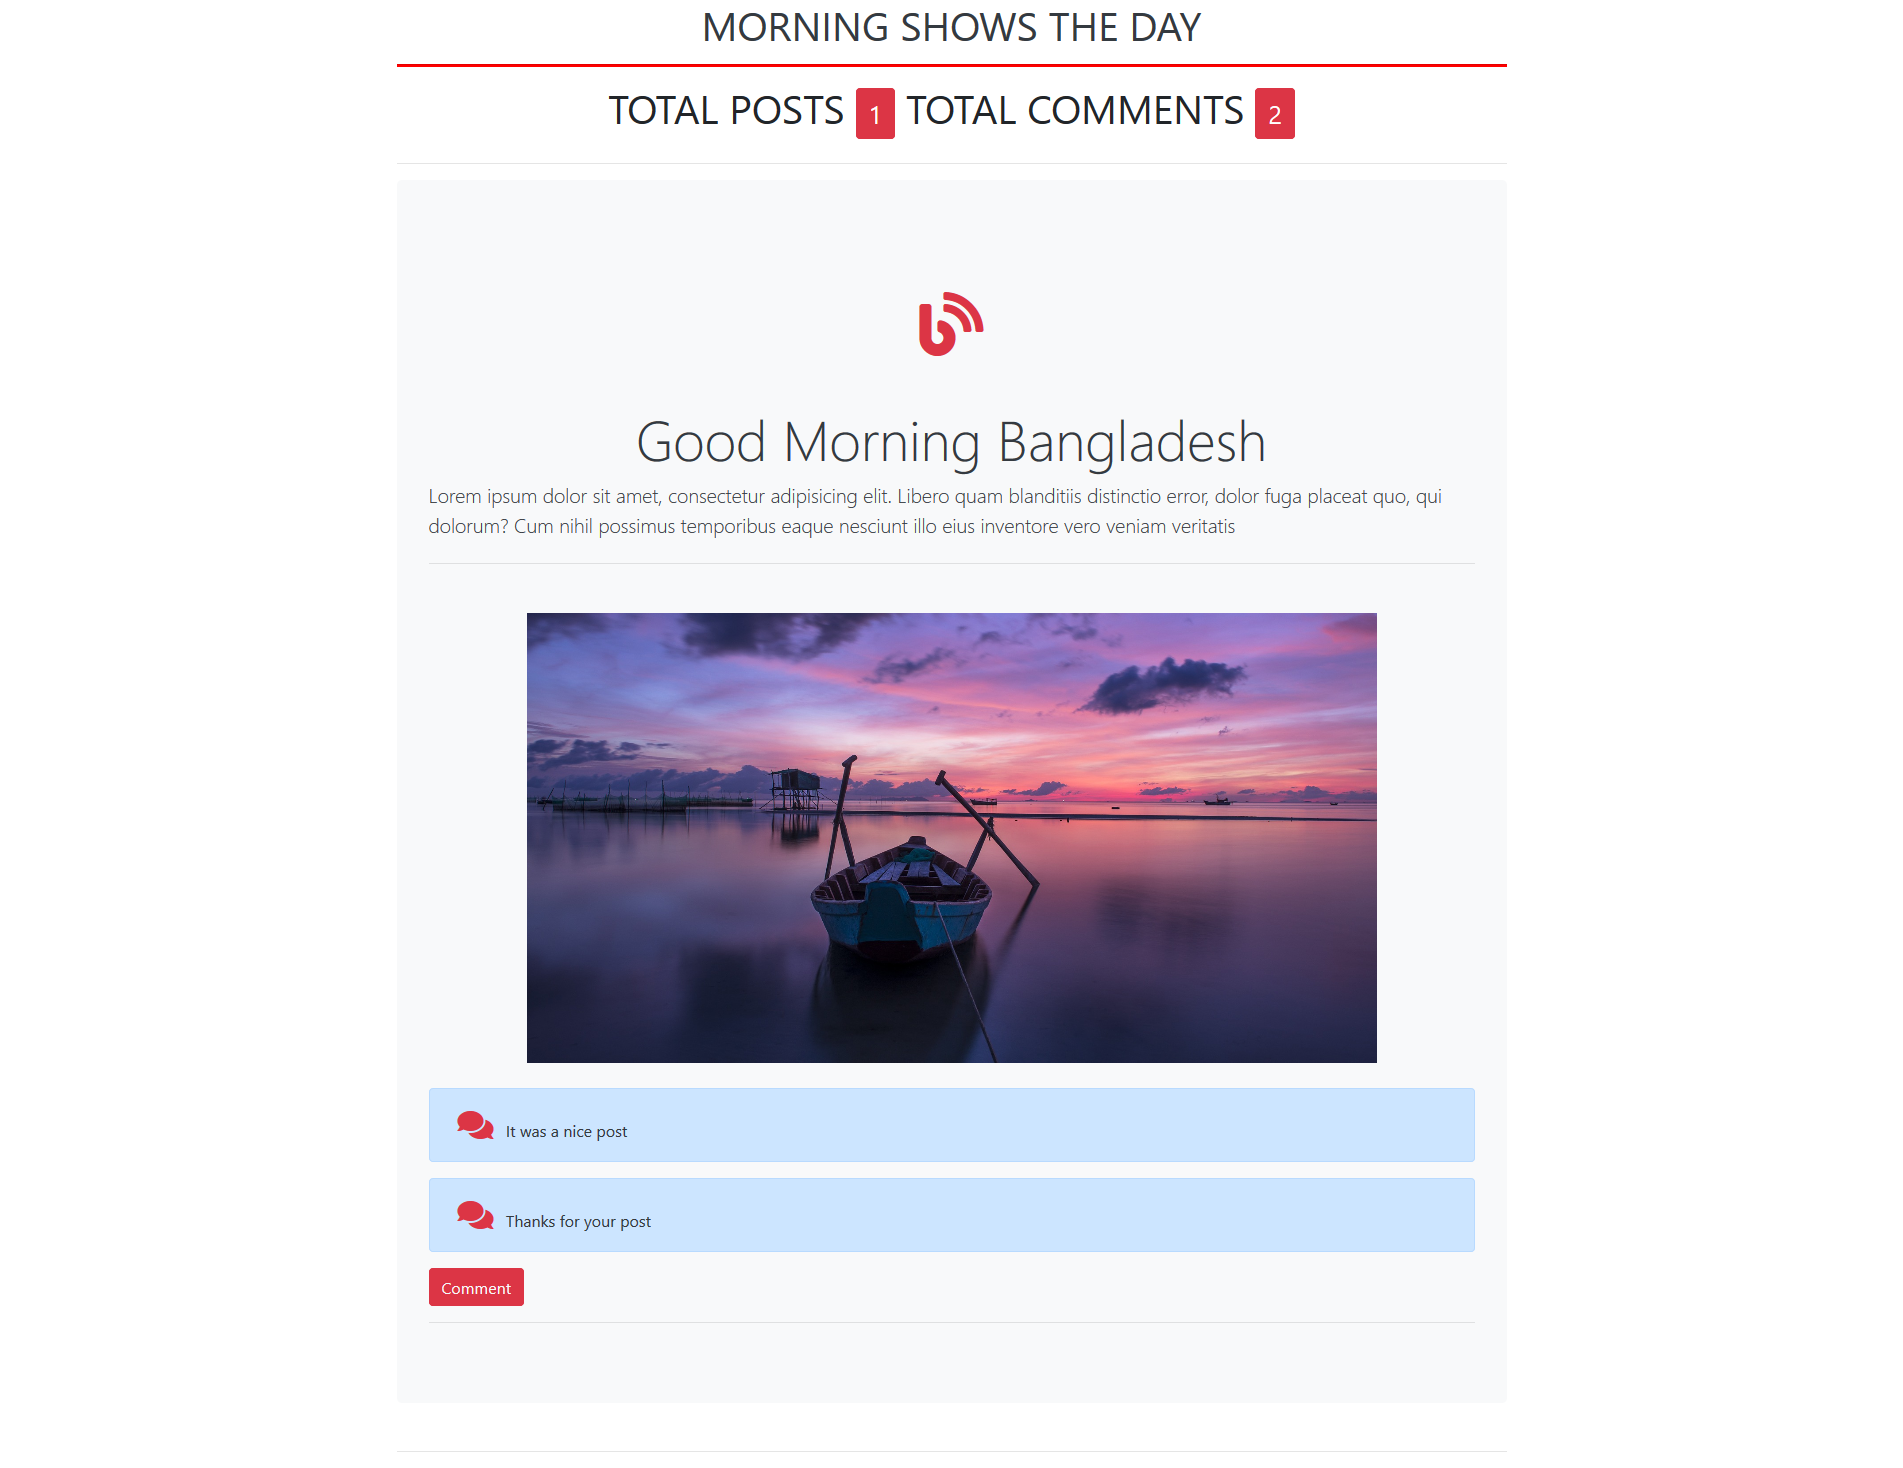 MORNING SHOWS THE DAY
TOTAL POSTS 1 TOTAL COMMENTS 2
Good Morning Bangladesh
Lorem ipsum dolor sit amet, consectetur adipisicing elit. Libero quam blanditiis distinctio error, dolor fuga placeat quo, qui
dolorum? Cum nihil possimus temporibus eaque nesciunt illo eius inventore vero veniam veritatis
It was a nice post
Thanks for your post
Comment